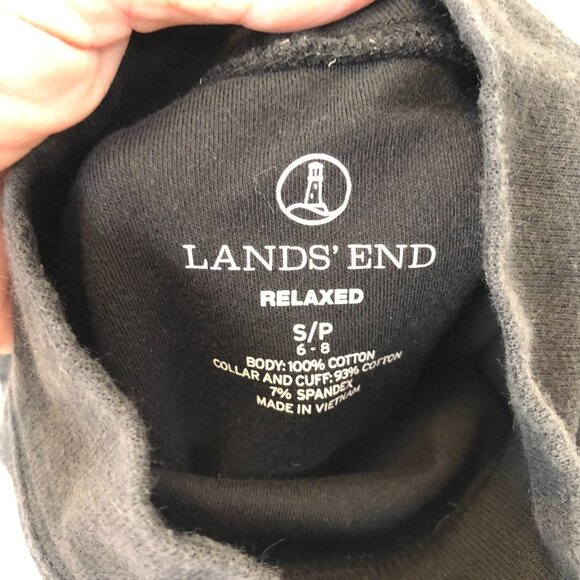 LANDS' END
RELAXED
S/P
6 - 8
BODY: 100% COTTON
COLLAR AND CUFF: 93% COTTON
7% SPANDEX
MADE IN VIETNAM